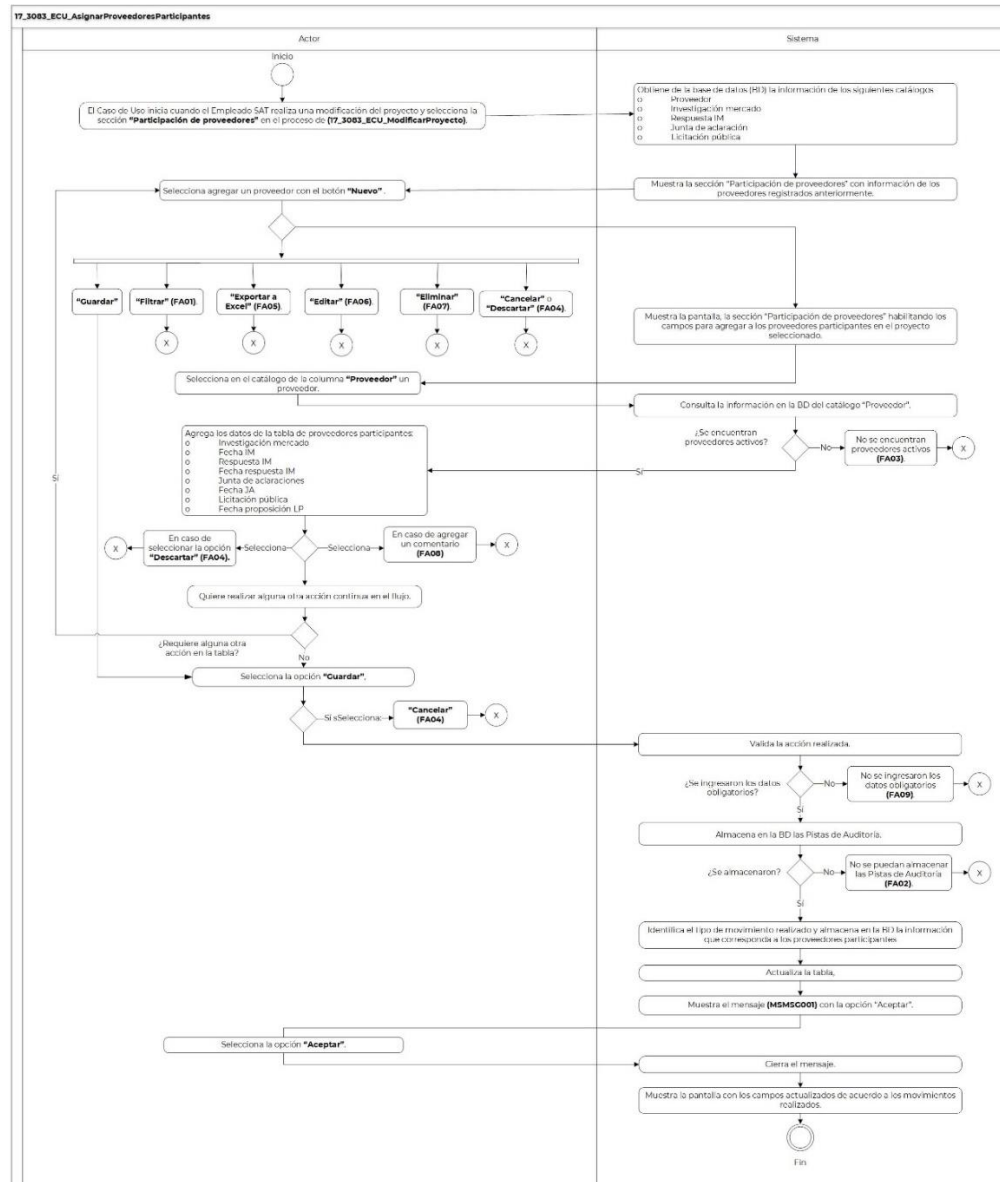 17_3083_ECU_AsignarProveedoresParticipantes
Actor
Sistema
Inicio
El Caso de Uso inicia cuando el Empleado SAT realiza una modificación del proyecto y selecciona la
sección "Participación de proveedores" en el proceso de (17_3083_ECU_ModificarProyecto).
Obtiene de la base de datos (BD) la información de los siguientes catálogos
o Proveedor
o Investigación mercado
o Respuesta IM
o Junta de aclaración
o Licitación pública
Muestra la sección "Participación de proveedores" con información de los
proveedores registrados anteriormente.
Selecciona agregar un proveedor con el botón "Nuevo" .
"Guardar"
"Filtrar" (FA01).
"Exportar a
Excel" (FA05).
"Editar" (FA06).
"Eliminar"
(FA07).
"Cancelar" o
"Descartar" (FA04).
X
X
X
X
X
Muestra la pantalla, la sección "Participación de proveedores" habilitando los
campos para agregar a los proveedores participantes en el proyecto
seleccionado.
Selecciona en el catálogo de la columna "Proveedor" un
proveedor.
Consulta la información en la BD del catálogo "Proveedor".
¿Se encuentran
proveedores activos?
No
No se encuentran
proveedores activos
(FA03).
X
Sí
Agrega los datos de la tabla de proveedores participantes:
o Investigación mercado
o Fecha IM
o Respuesta IM
o Fecha respuesta IM
o Junta de aclaraciones
o Fecha JA
o Licitación pública
o Fecha proposición LP
Sí
X
En caso de
seleccionar la opción
"Descartar" (FA04).
Selecciona
Selecciona
En caso de agregar
un comentario
(FA08)
X
Quiere realizar alguna otra acción continua en el flujo.
¿Requiere alguna otra
acción en la tabla?
No
Selecciona la opción "Guardar",
Sí sSelecciona:
"Cancelar"
(FA04)
X
Valida la acción realizada.
¿Se ingresaron los datos
obligatorios?
No
No se ingresaron los
datos obligatorios
(FA09).
X
Sí
Almacena en la BD las Pistas de Auditoría.
¿Se almacenaron?
No
No se puedan almacenar
las Pistas de Auditoría
(FA02).
X
Sí
Identifica el tipo de movimiento realizado y almacena en la BD la información
que corresponda a los proveedores participantes
Actualiza la tabla,
Muestra el mensaje (MSMSG001) con la opción "Aceptar".
Selecciona la opción "Aceptar".
Cierra el mensaje.
Muestra la pantalla con los campos actualizados de acuerdo a los movimientos
realizados.
Fin